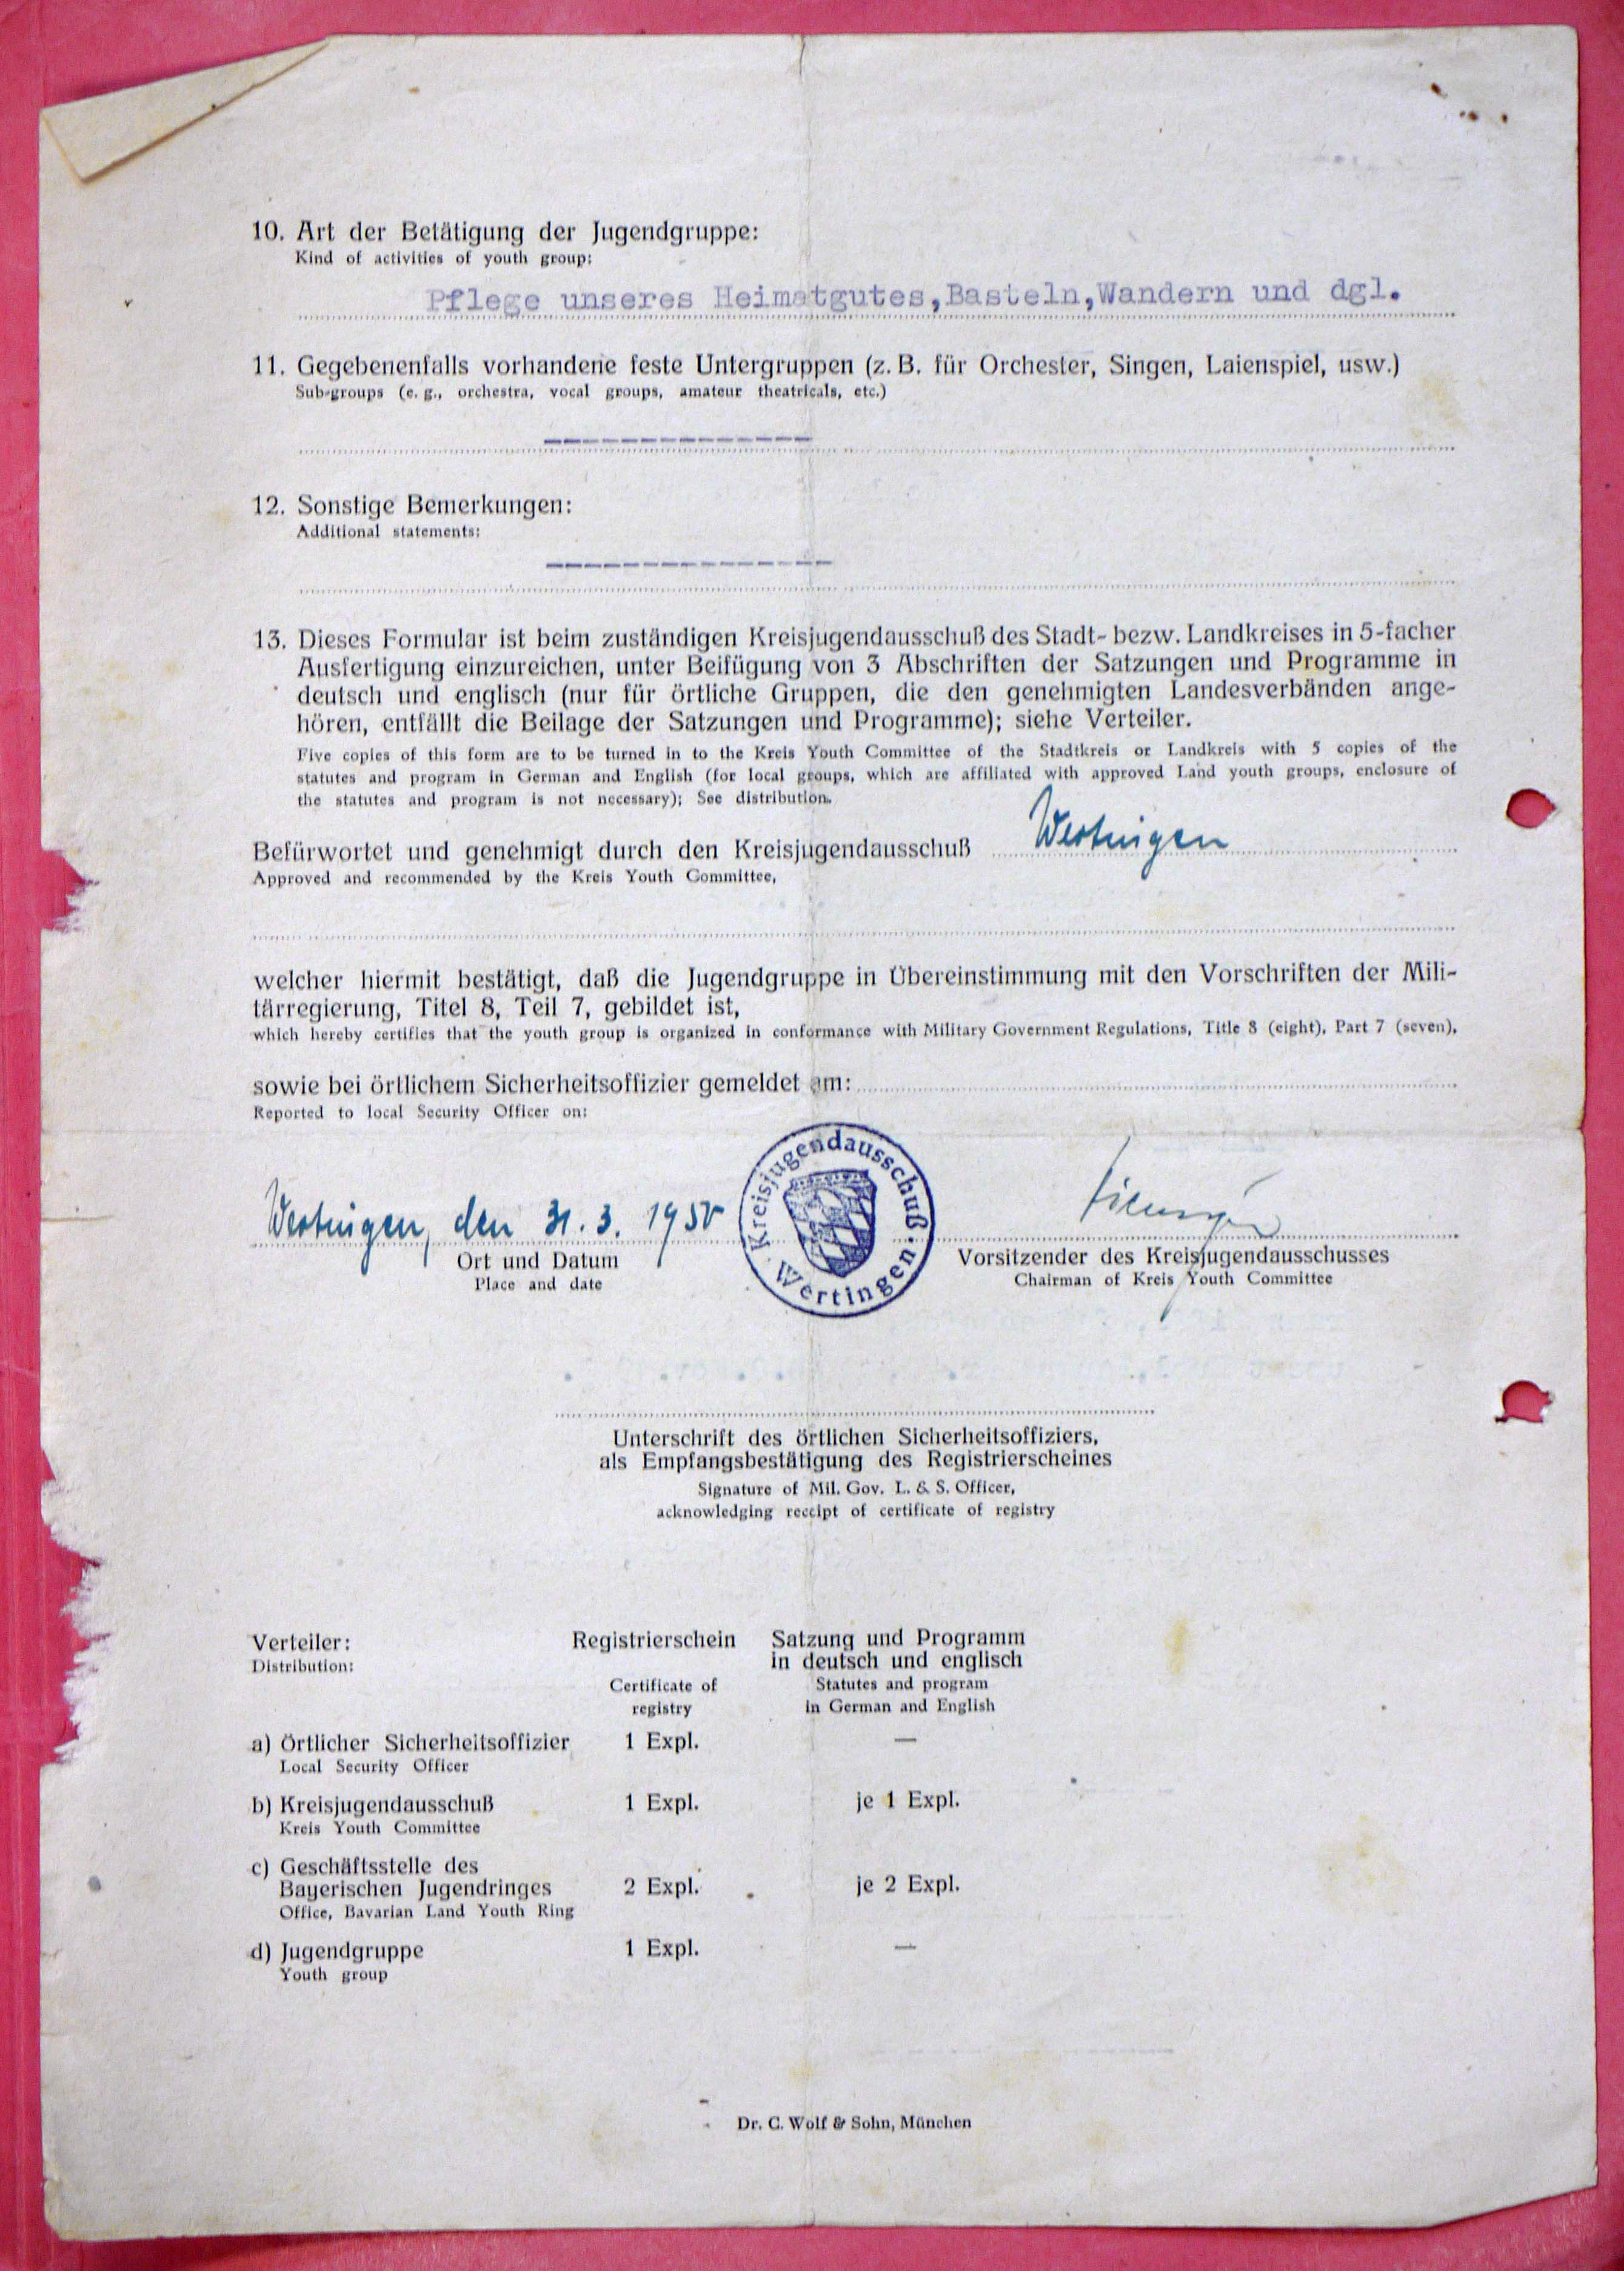 10. Art der Betätigung der Jugendgruppe:
Kind of activities of youth group:
Pflege unseres Heimatgutes,Basteln,Wandern und dgl.
11. Gegebenenfalls vorhandene feste Untergruppen (z. B. für Orchester, Singen, Laienspiel, usw.)
Sub-groups (e. g., orchestra, vocal groups, amateur theatricals, etc.)
----------------
12. Sonstige Bemerkungen:
Additional statements:
----------------
13. Dieses Formular ist beim zuständigen Kreisjugendausschuß des Stadt- bezw. Landkreises in 5-facher
Ausfertigung einzureichen, unter Beifügung von 3 Abschriften der Satzungen und Programme in
deutsch und englisch (nur für örtliche Gruppen, die den genehmigten Landesverbänden ange-
hören, entfällt die Beilage der Satzungen und Programme); siehe Verteiler.
Five copies of this form are to be turned in to the Kreis Youth Committee of the Stadtkreis or Landkreis with 5 copies of the
statutes and program in German and English (for local groups, which are affiliated with approved Land youth groups, enclosure of
the statutes and program is not necessary); See distribution.
Befürwortet und genehmigt durch den Kreisjugendausschuß Wertingen
Approved and recommended by the Kreis Youth Committee,
welcher hiermit bestätigt, daß die Jugendgruppe in Übereinstimmung mit den Vorschriften der Mili-
tärregierung, Titel 8, Teil 7, gebildet ist,
which hereby certifies that the youth group is organized in conformance with Military Government Regulations, Title 8 (eight), Part 7 (seven),
sowie bei örtlichem Sicherheitsoffizier gemeldet am:
Reported to local Security Officer on:
Kreisjugendausschuß
Wertingen
Wertingen, den 31. 3. 1950
Ort und Datum
Place and date
Vorsitzender des Kreisjugendausschusses
Chairman of Kreis Youth Committee
Unterschrift des örtlichen Sicherheitsoffiziers,
als Empfangsbestätigung des Registrierscheines
Signature of Mil. Gov. L. & S. Officer,
acknowledging receipt of certificate of registry
Verteiler: Registrierschein Satzung und Programm
in deutsch und englisch
Distribution:
Certificate of registry
Statutes and program
in German and English
a) Örtlicher Sicherheitsoffizier 1 Expl. —
Local Security Officer
b) Kreisjugendausschuß 1 Expl. je 1 Expl.
Kreis Youth Committee
c) Geschäftsstelle des
Bayerischen Jugendringes 2 Expl. je 2 Expl.
Office, Bavarian Land Youth Ring
d) Jugendgruppe 1 Expl. —
Youth group
Dr. C. Wolf & Sohn, München